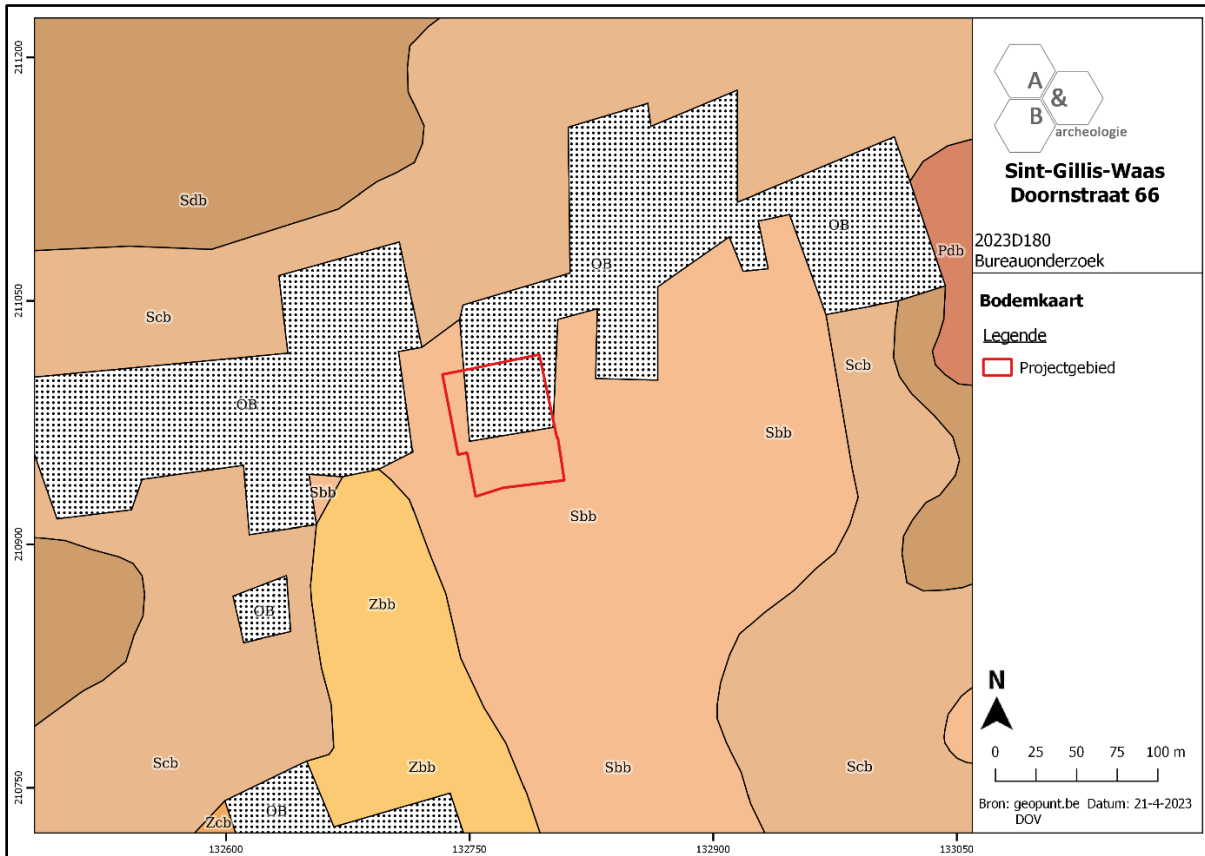 211200
211050
210900
210750
132600
132750
132900
133050
Sdb
Scb
OB
OB
OB
Pdb
Scb
Sbb
Sbb
Sbb
OB
Zbb
Scb
Zbb
Sbb
Scb
OB
Zcb
A
&
B
archeologie
Sint-Gillis-Waas
Doornstraat 66
2023D180
Bureauonderzoek
Bodemkaart
Legende
Projectgebied
N
0 25 50 75 100 m
Bron: geopunt.be Datum: 21-4-2023
DOV